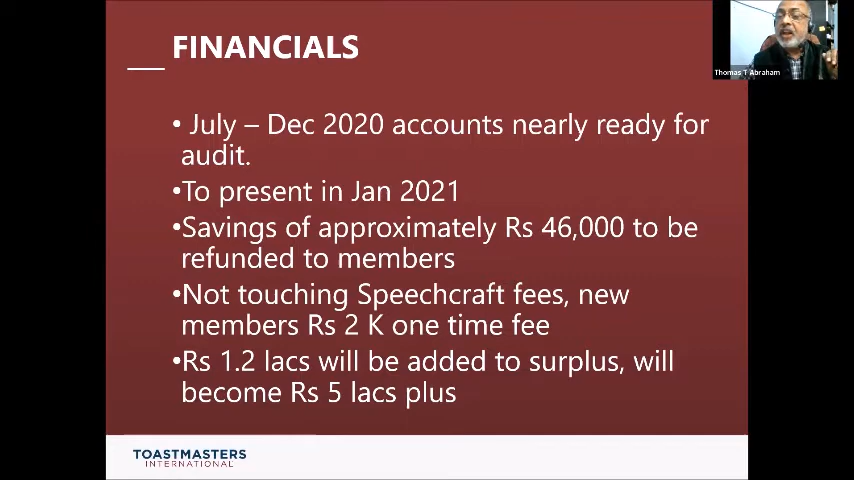 FINANCIALS
Thomas T Abraham
• July – Dec 2020 accounts nearly ready for
audit.
•To present in Jan 2021
•Savings of approximately Rs 46,000 to be
refunded to members
•Not touching Speechcraft fees, new
members Rs 2 K one time fee
•Rs 1.2 lacs will be added to surplus, will
become Rs 5 lacs plus
TOASTMASTERS
INTERNATIONAL